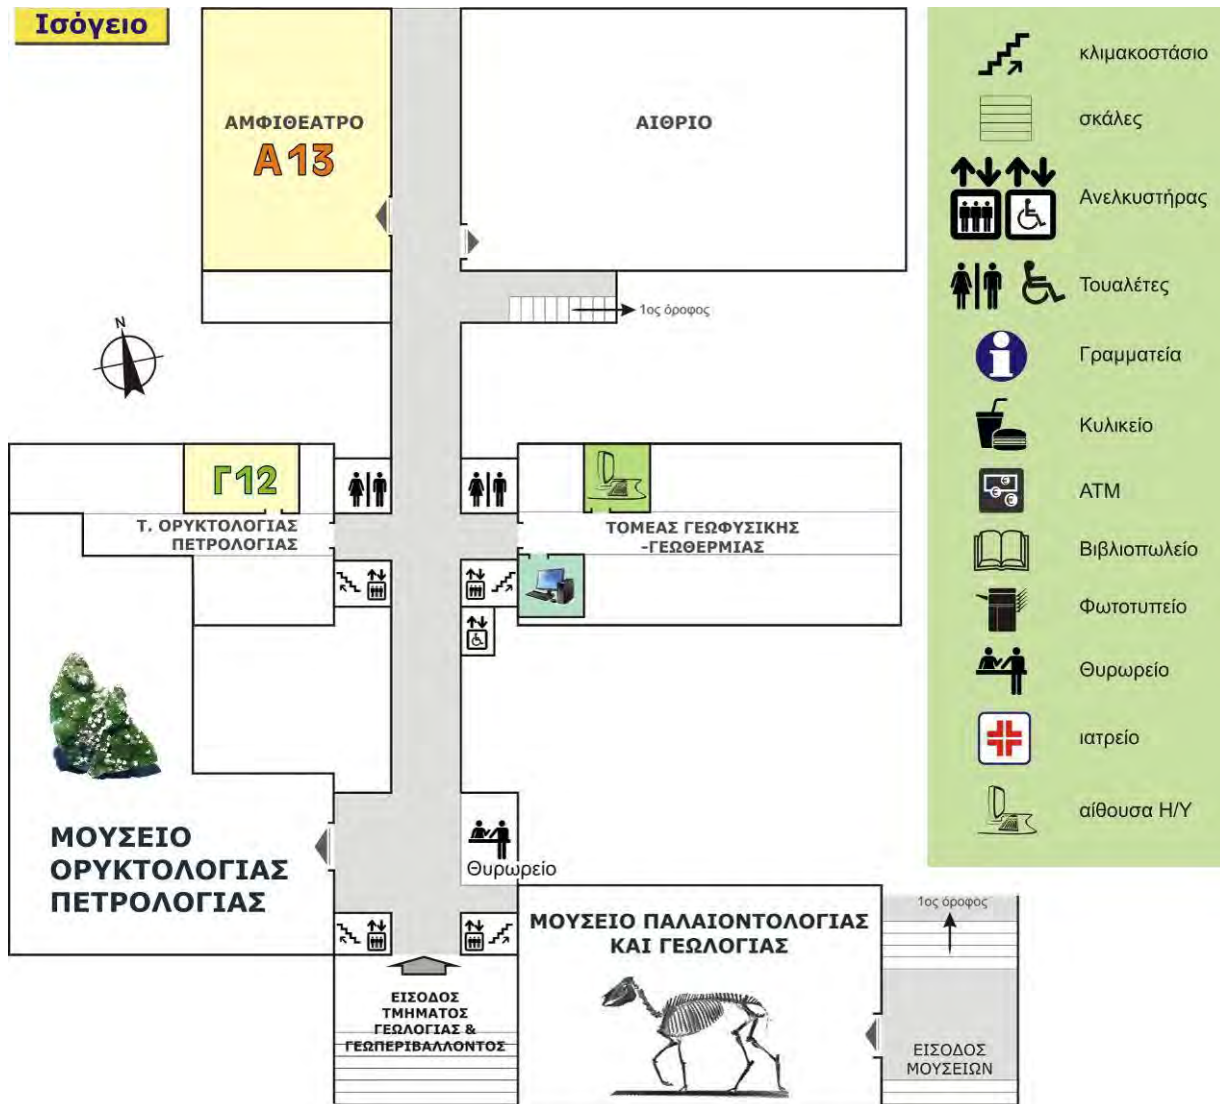 Ισόγειο
ΑΜΦΙΘΕΑΤΡΟ
Α13
ΑΙΘΡΙΟ
1ος όροφος
N
Γ12
Τ. ΟΡΥΚΤΟΛΟΓΙΑΣ
ΠΕΤΡΟΛΟΓΙΑΣ
ΤΟΜΕΑΣ ΓΕΩΦΥΣΙΚΗΣ
-ΓΕΩΘΕΡΜΙΑΣ
ΜΟΥΣΕΙΟ
ΟΡΥΚΤΟΛΟΓΙΑΣ
ΠΕΤΡΟΛΟΓΙΑΣ
Θυρωρείο
ΜΟΥΣΕΙΟ ΠΑΛΑΙΟΝΤΟΛΟΓΙΑΣ
ΚΑΙ ΓΕΩΛΟΓΙΑΣ
1ος όροφος
ΕΙΣΟΔΟΣ
ΤΜΗΜΑΤΟΣ
ΓΕΩΛΟΓΙΑΣ &
ΓΕΩΠΕΡΙΒΑΛΛΟΝΤΟΣ
ΕΙΣΟΔΟΣ
ΜΟΥΣΕΙΩΝ
κλιμακοστάσιο
σκάλες
Ανελκυστήρας
Τουαλέτες
Γραμματεία
Κυλικείο
ΑΤΜ
Βιβλιοπωλείο
Φωτοτυπείο
Θυρωρείο
ιατρείο
αίθουσα Η/Υ